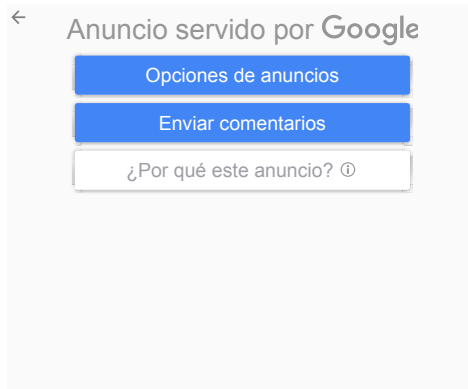 Anuncio servido por Google
Opciones de anuncios
Enviar comentarios
¿Por qué este anuncio?